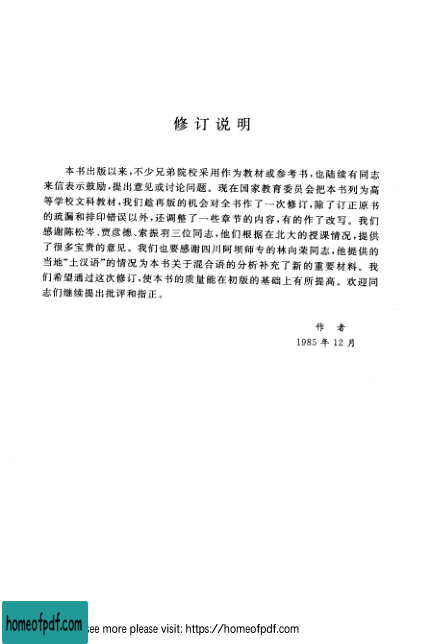 修订说明
本书出版以来,不少兄弟院校采用作为教材或参考书,也陆续有同志
来信表示鼓励,提出意见或讨论问题。现在国家教育委员会把本书列为高
等学校文科教材,我们趁再版的机会对全书作了一次修订,除了订正原书
的疏漏和排印错误以外,还调整了一些章节的内容,有的作了改写。我们
感谢陈松岑、贾彦德、索振羽三位同志,他们根据在北大的授课情况,提供
了很多宝贵的意见。我们也要感谢四川阿坝师专的林向荣同志,他提供的
当地“土汉语”的情况为本书关于混合语的分析补充了新的重要材料。我
们希望通过这次修订,使本书的质量能在初版的基础上有所提高。欢迎同
志们继续提出批评和指正。
作 者
1985 年 12 月
homeofpdf.com
see more please visit: https://homeofpdf.com